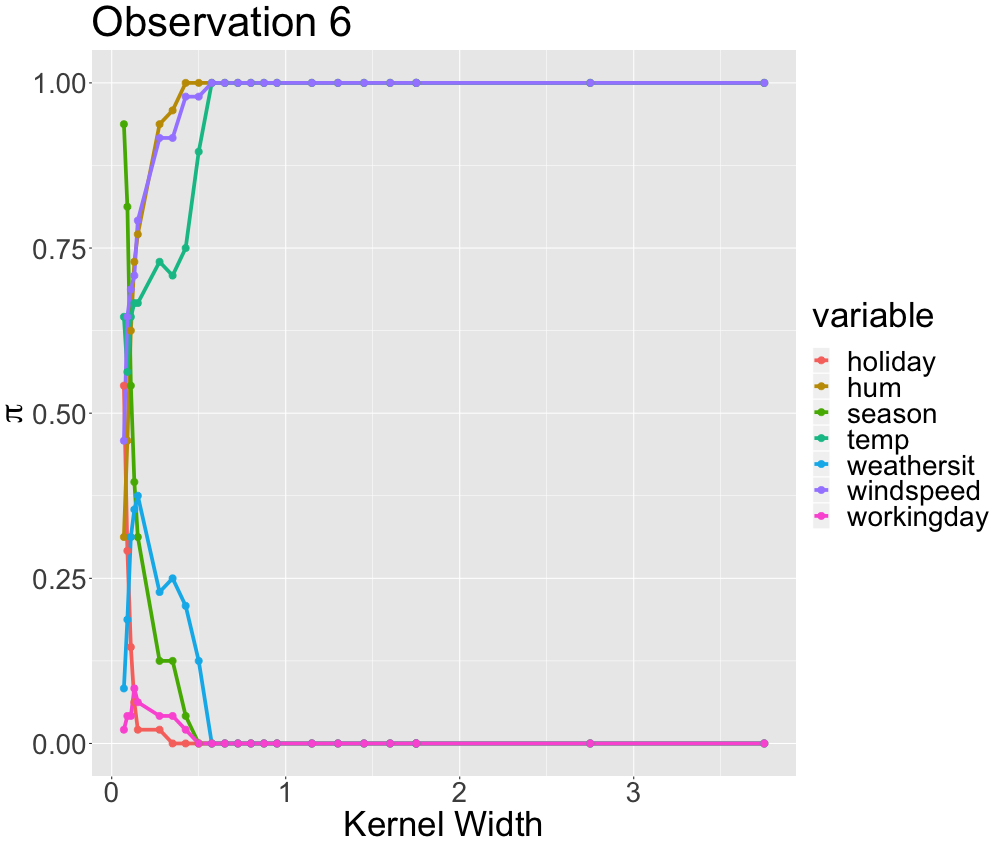 Observation 6
1.00
0.75
0.50
0.25
0.00
π
0 1 2 3
Kernel Width
variable
holiday
hum
season
temp
weathersit
windspeed
workingday